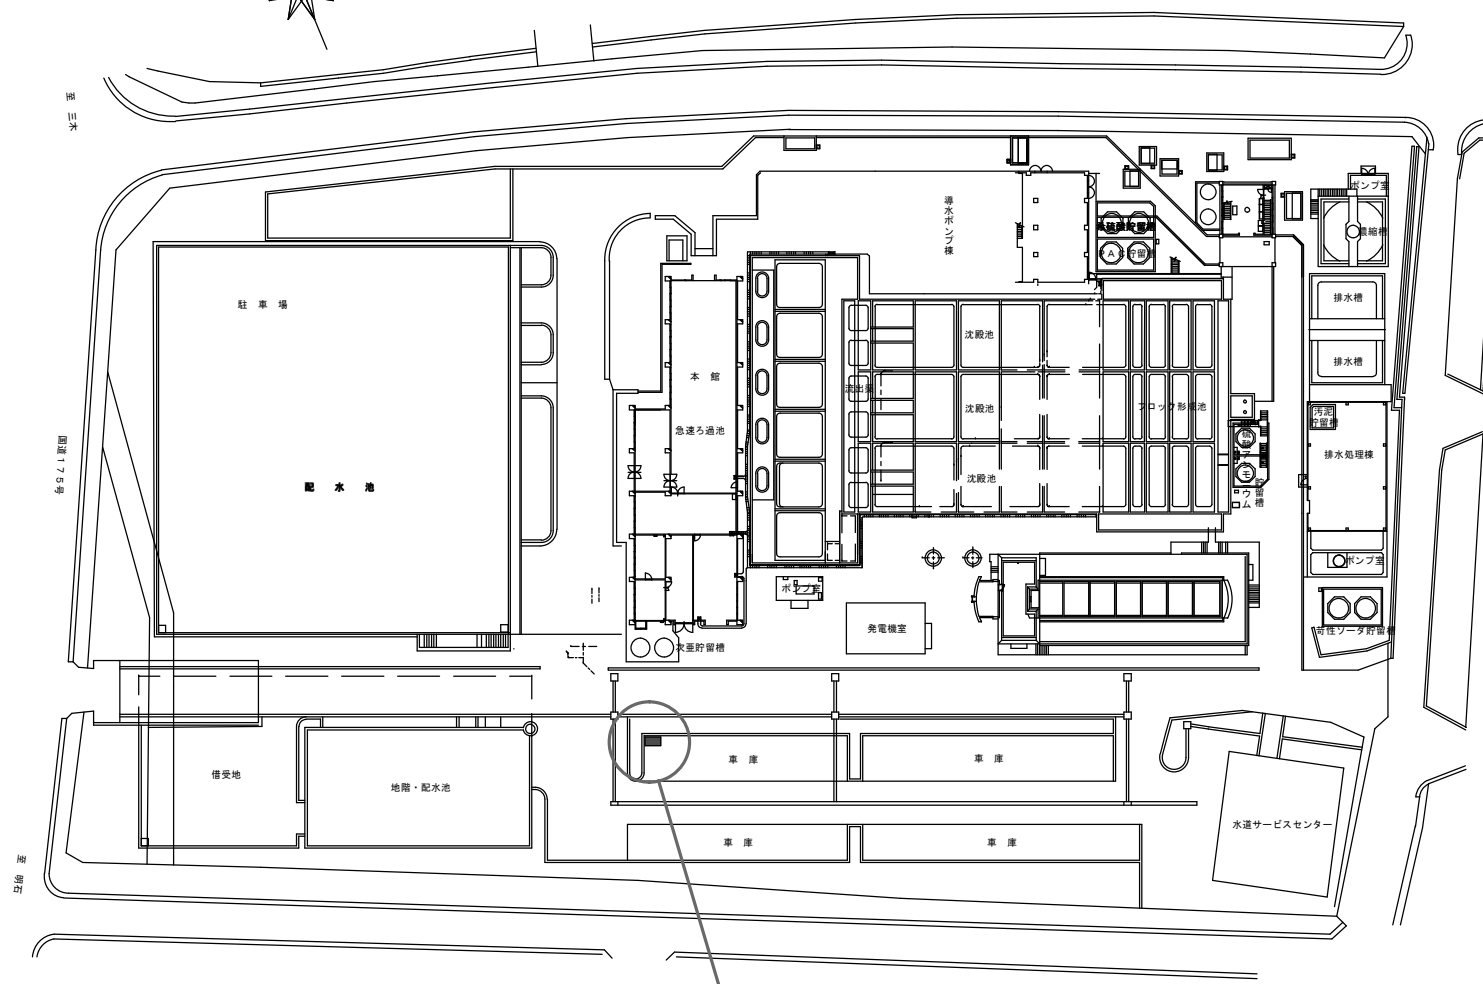 至 三木
国道175号
至 明石
駐 車 場
配 水 池
借受地
地階・配水池
本 館
急速ろ過池
次亜貯留槽
ポンプ室
発電機室
導水ポンプ棟
PAC貯留槽
流出渠
沈殿池
沈殿池
沈殿池
フロック形成池
ポンプ室
濃縮槽
排水槽
排水槽
汚泥
貯留槽
排水処理棟
ポンプ室
苛性ソーダ貯留槽
車 庫
車 庫
車 庫
車 庫
水道サービスセンター